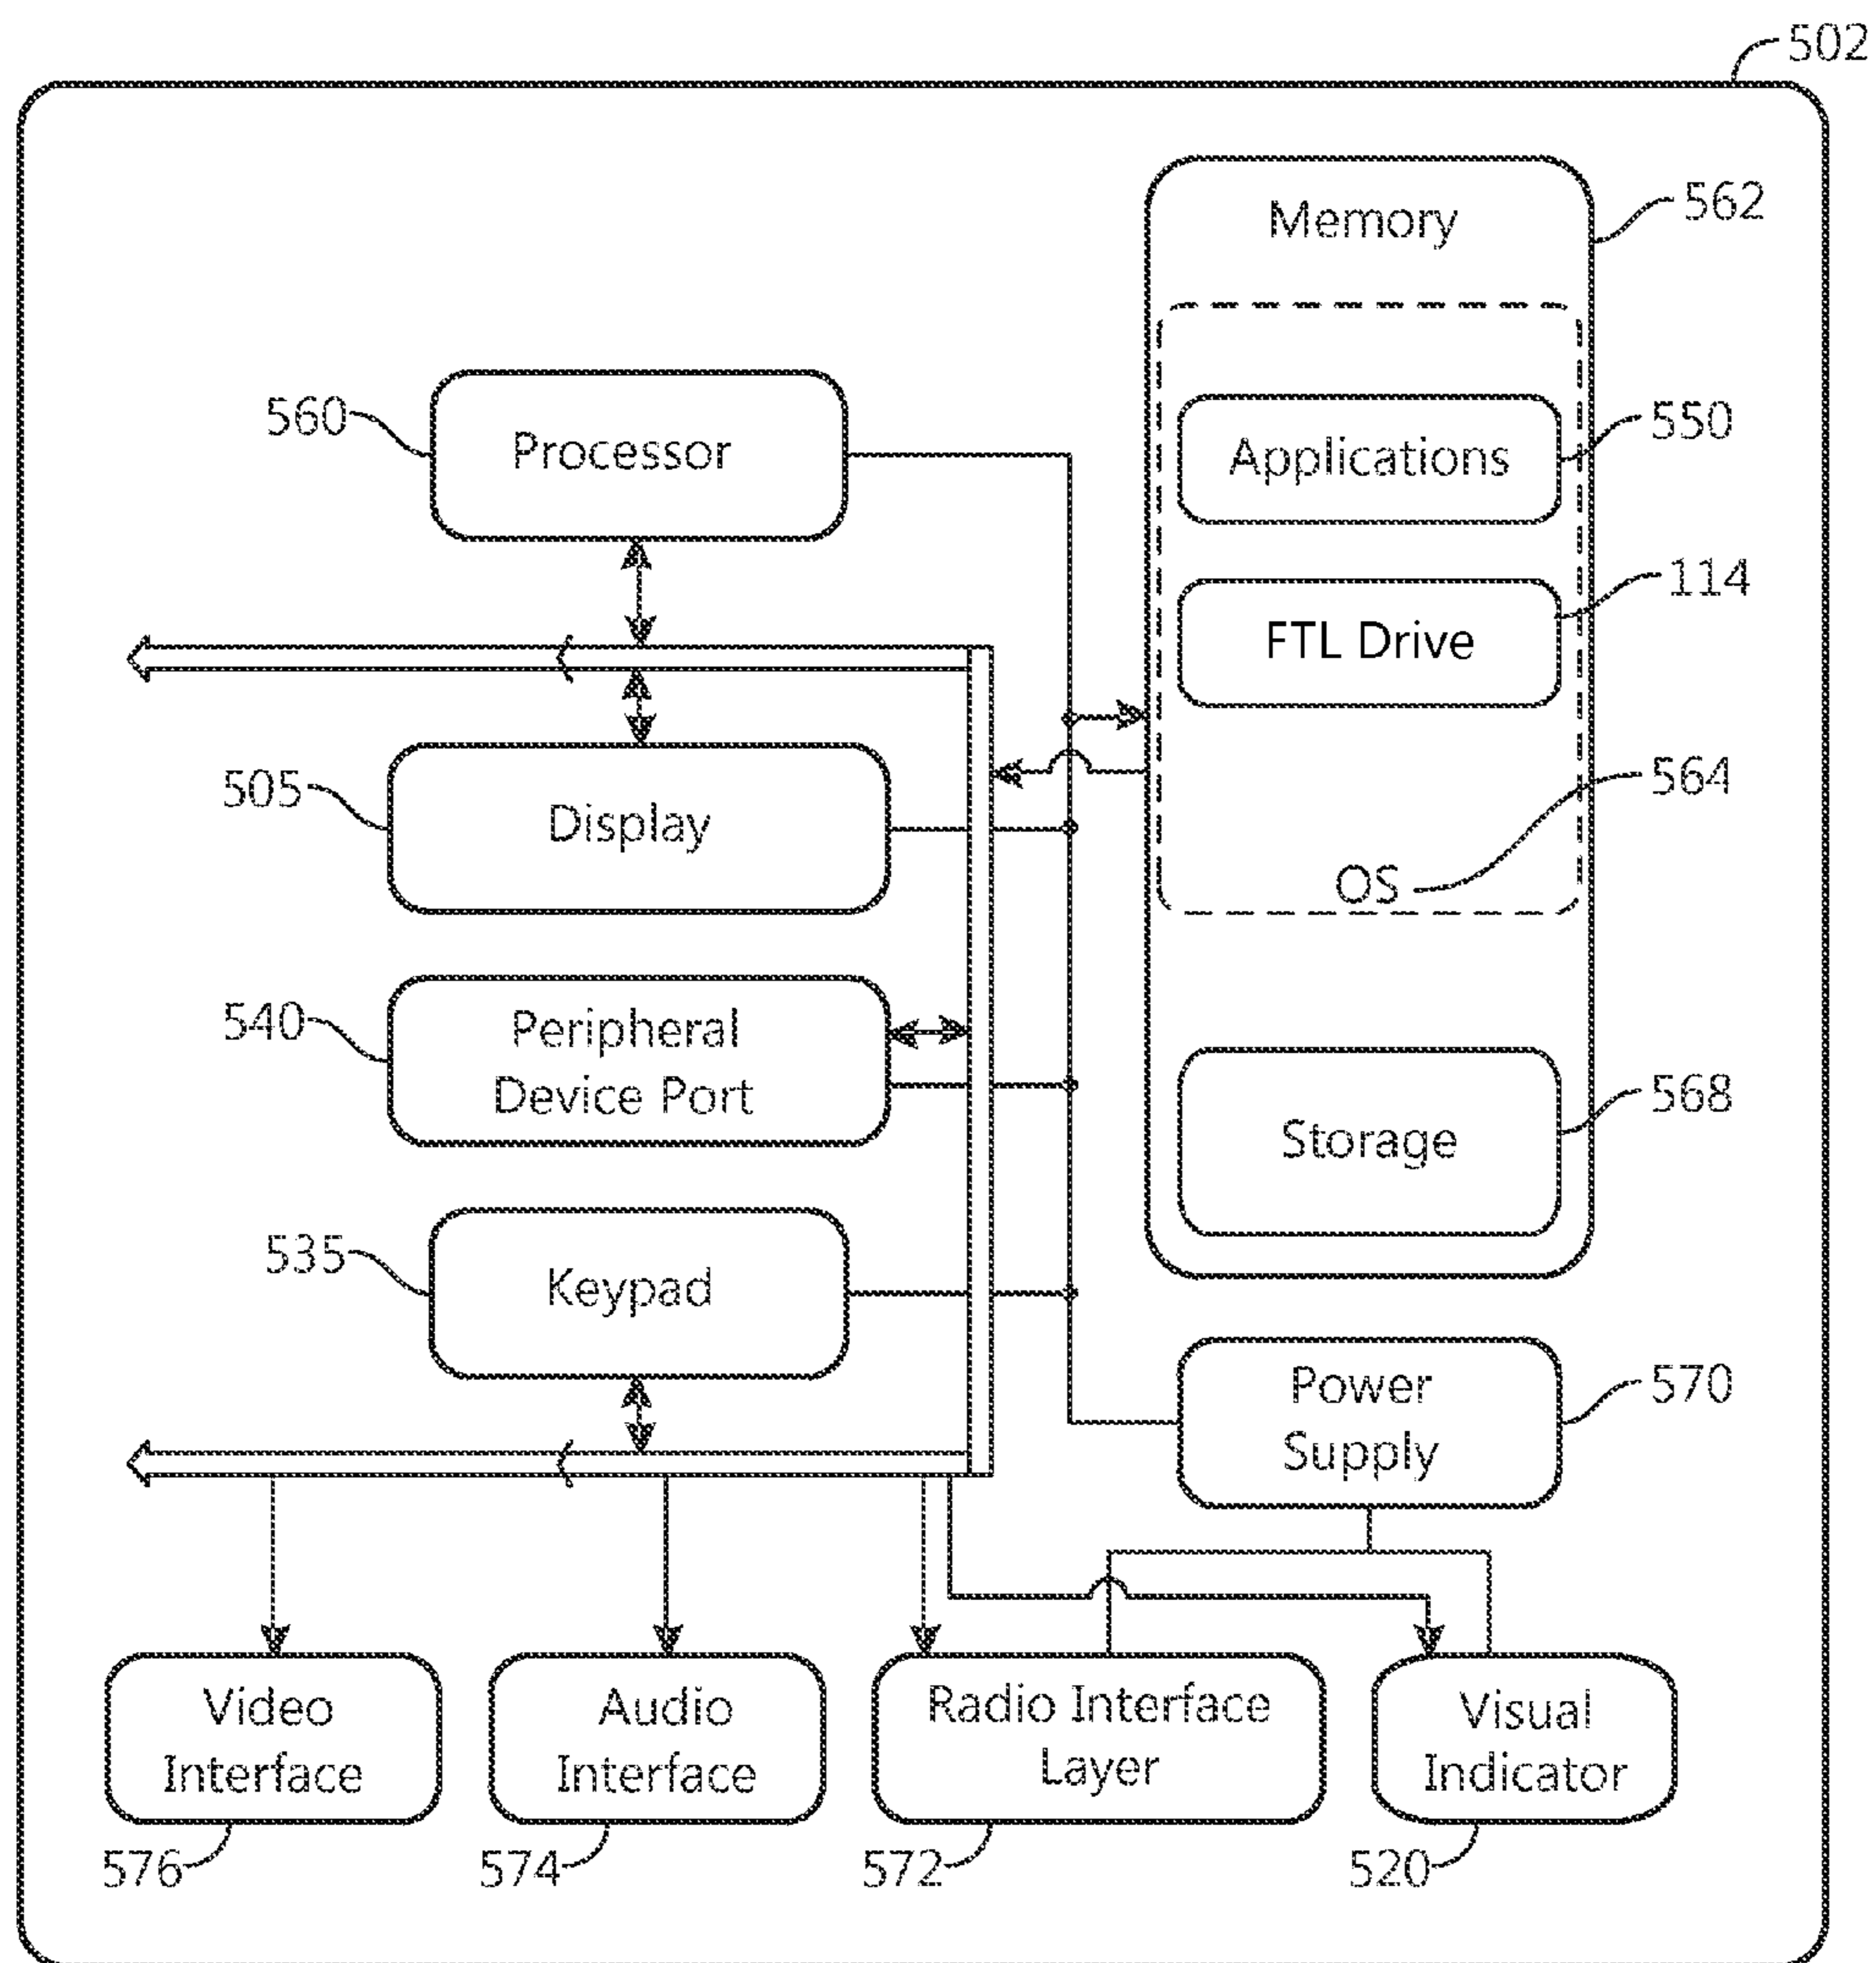 502
Memory
562
560
Processor
Applications
550
FTL Drive
114
505
Display
564
OS
540
Peripheral
Device Port
Storage
568
535
Keypad
Power
Supply
570
Video
Interface
Audio
Interface
Radio Interface
Layer
Visual
Indicator
576
574
572
520